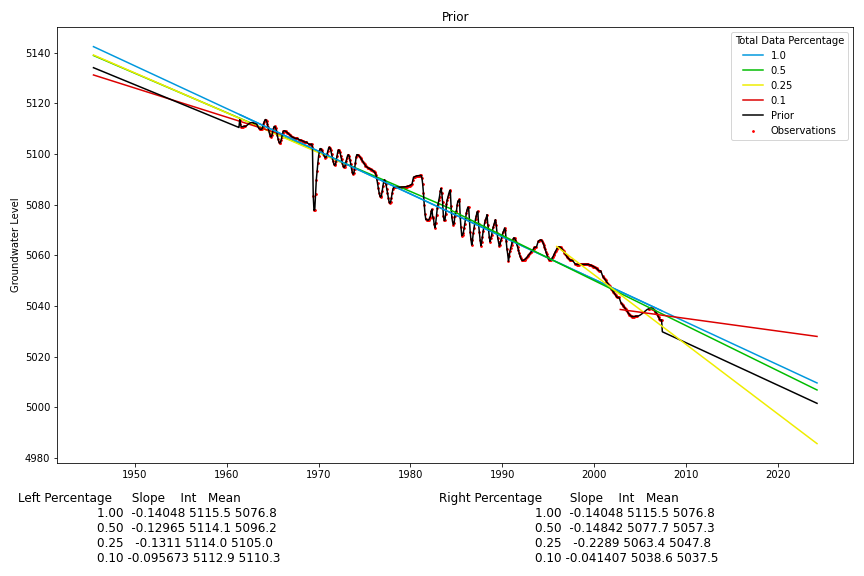 Prior
Total Data Percentage
1.0
0.5
0.25
0.1
Prior
Observations
Groundwater Level
5140
5120
5100
5080
5060
5040
5020
5000
4980
1950 1960 1970 1980 1990 2000 2010 2020
Left Percentage Slope Int Mean
1.00 -0.14048 5115.5 5076.8
0.50 -0.12965 5114.1 5096.2
0.25 -0.1311 5114.0 5105.0
0.10 -0.095673 5112.9 5110.3
Right Percentage Slope Int Mean
1.00 -0.14048 5115.5 5076.8
0.50 -0.14842 5077.7 5057.3
0.25 -0.2289 5063.4 5047.8
0.10 -0.041407 5038.6 5037.5